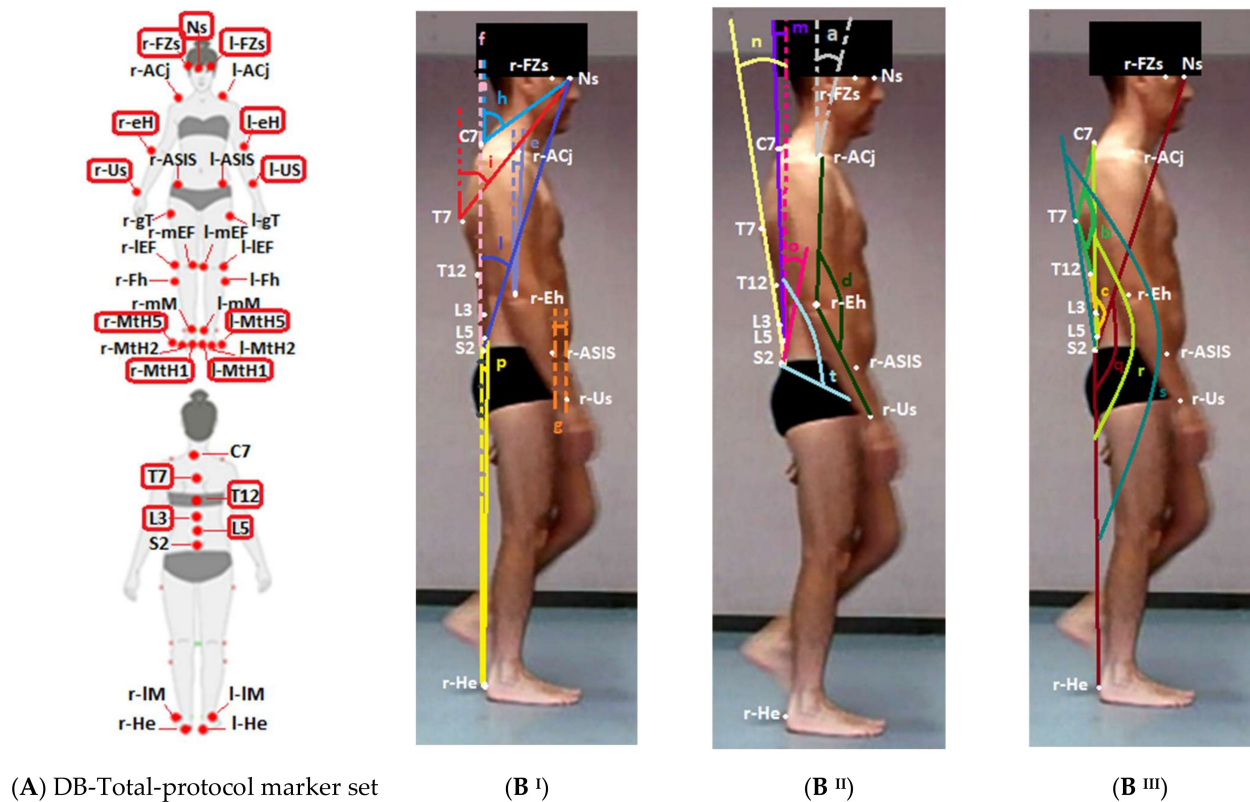 Ns
r-FZs l-FZs
r-ACj l-ACj
r-eH l-eH
r-ASIS l-ASIS
r-Us l-US
r-gT l-gT
r-mEF l-mEF
r-lEF l-lEF
r-Fh l-Fh
r-mM l-mM
r-MtH5 l-MtH5
r-MtH2 l-MtH2
r-MtH1 l-MtH1
C7
T7
T12
L3
L5
S2
r-lM l-lM
r-He l-He
(A) DB-Total-protocol marker set
f
r-FZs Ns
h
C7
e
r-ACj
i
T7
l
T12
r-Eh
L3
L5
S2
p
r-ASIS
r-Us
g
r-He
(B I)
m
n
a
r-FZs
Ns
C7
r-ACj
T7
o
T12
d
r-Eh
L3
L5
S2
r-ASIS
t
r-Us
r-He
(B II)
r-FZs Ns
C7
r-ACj
T7
b
T12
c
r-Eh
L3
L5
S2
r-ASIS
q
r
s
r-Us
r-He
(B III)